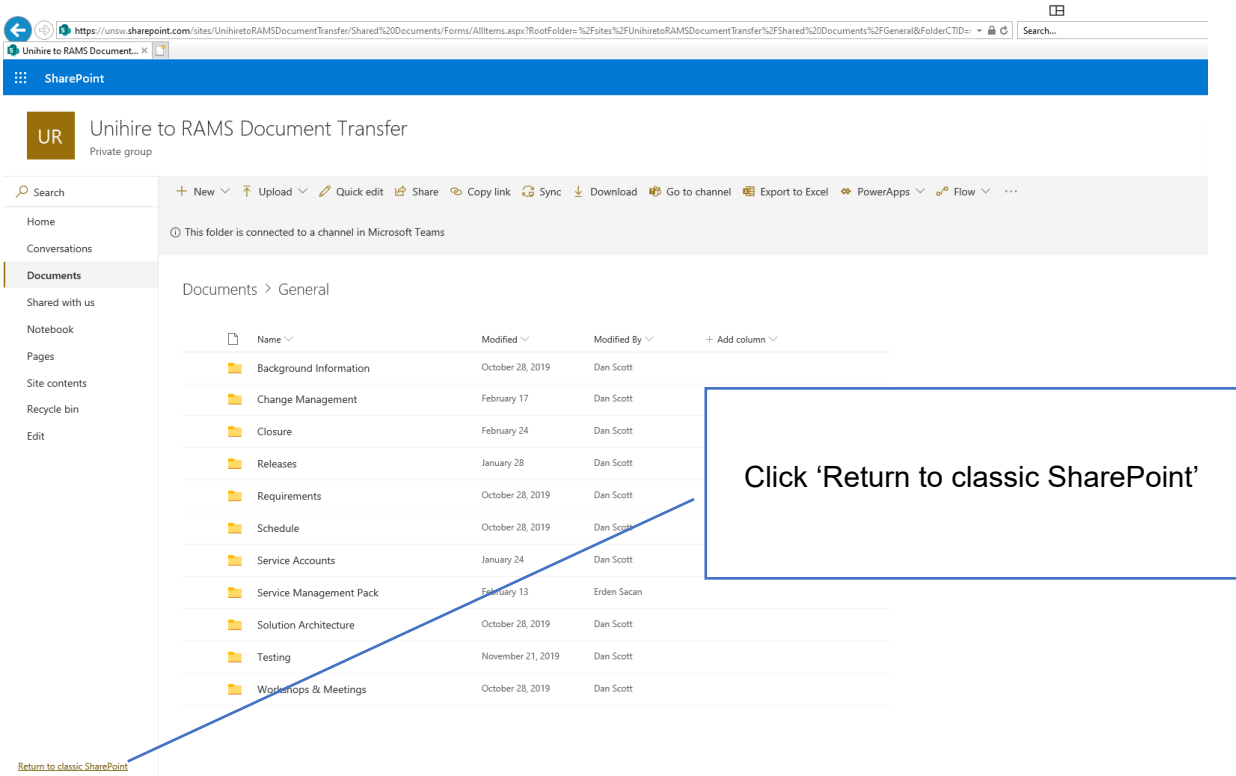 https://unsw.sharepoint.com/sites/UnihiretoRAMSDocumentTransfer/Shared%20Documents/Forms/AllItems.aspx?RootFolder=%2Fsites%2FUnihiretoRAMSDocumentTransfer%2FShared%20Documents%2FGeneral&FolderCTID= Search...
Unihire to RAMS Document...
SharePoint
UR Unihire to RAMS Document Transfer
Private group
Search New Upload Quick edit Share Copy link Sync Download Go to channel Export to Excel PowerApps Flow ...
Home
This folder is connected to a channel in Microsoft Teams
Conversations
Documents
Documents > General
Shared with us
Notebook
Name Modified Modified By + Add column
Pages
Background Information October 28, 2019 Dan Scott
Site contents
Change Management February 17 Dan Scott
Recycle bin
Closure February 24 Dan Scott
Edit
Releases January 28 Dan Scott
Click ‘Return to classic SharePoint’
Requirements October 28, 2019 Dan Scott
Schedule October 28, 2019 Dan Scott
Service Accounts January 24 Dan Scott
Service Management Pack February 13 Erden Sacan
Solution Architecture October 28, 2019 Dan Scott
Testing November 21, 2019 Dan Scott
Workshops & Meetings October 28, 2019 Dan Scott
Return to classic SharePoint